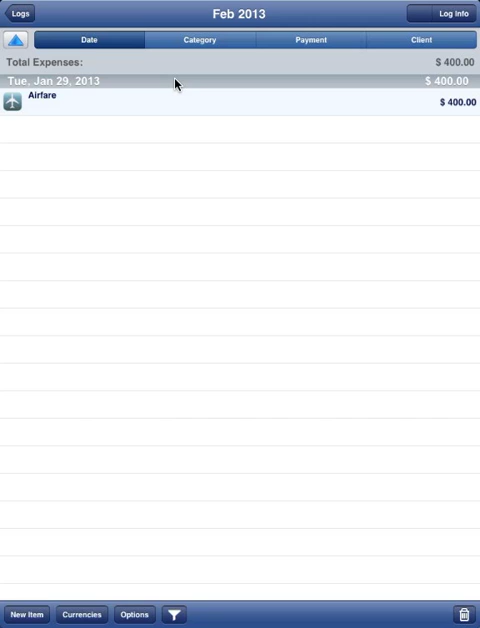 Logs
Feb 2013
Log Info
Date
Category
Payment
Client
Total Expenses:
$ 400.00
Tue, Jan 29, 2013
$ 400.00
Airfare
$ 400.00
New Item
Currencies
Options